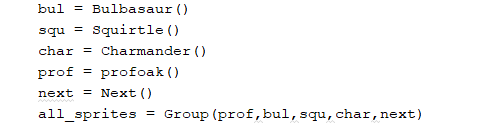 bul = Bulbasaur()
squ = Squirtle()
char = Charmander()
prof = profoak()
next = Next()
all_sprites = Group(prof,bul,squ,char,next)